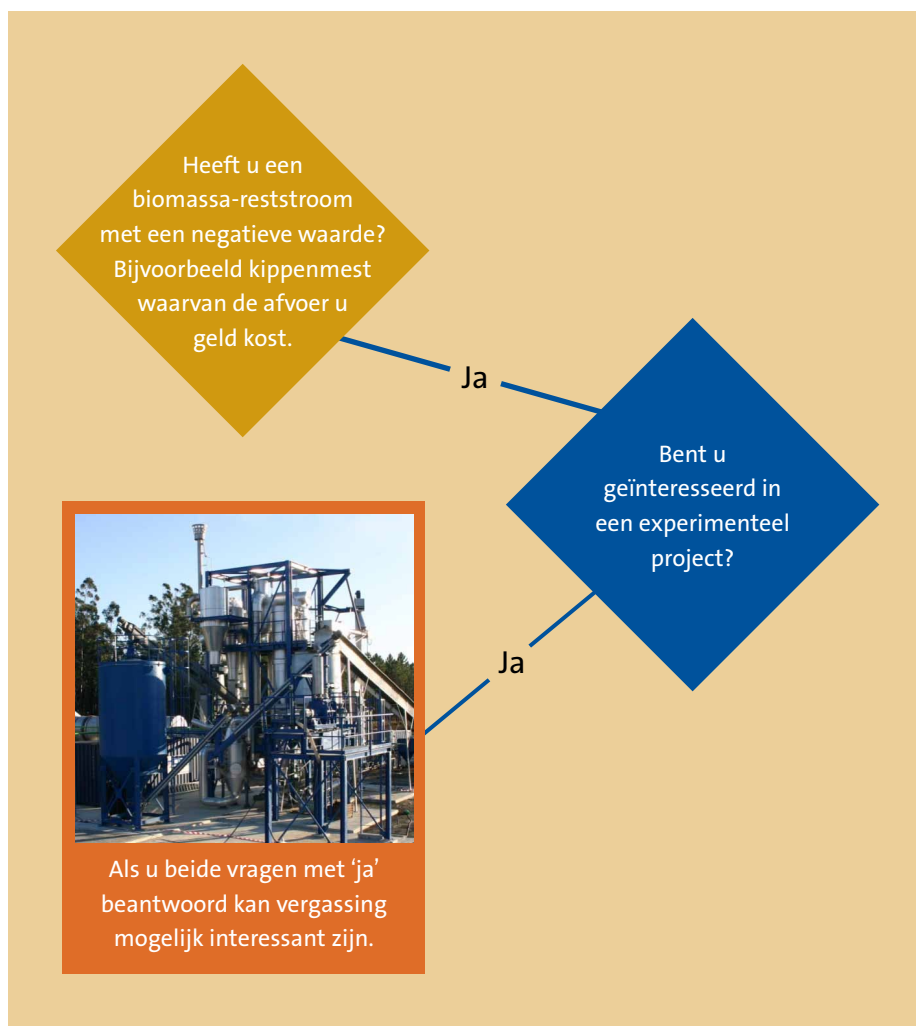 Heeft u een
biomassa-reststroom
met een negatieve waarde?
Bijvoorbeeld kippenmest
waarvan de afvoer u
geld kost.
Ja
Bent u
geïnteresseerd in
een experimenteel
project?
Ja
Als u beide vragen met ‘ja’
beantwoord kan vergassing
mogelijk interessant zijn.